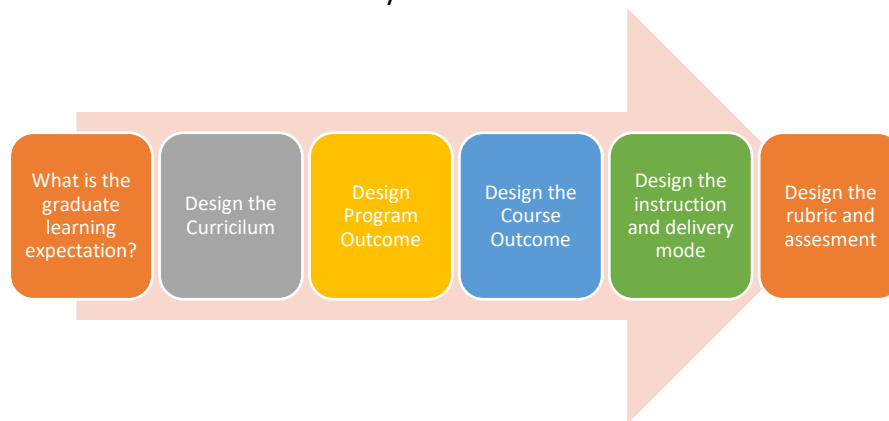 What is the
graduate
learning
expectation?
Design the
Curricilum
Design
Program
Outcome
Design the
Course
Outcome
Design the
instruction
and delivery
mode
Design the
rubric and
assesment